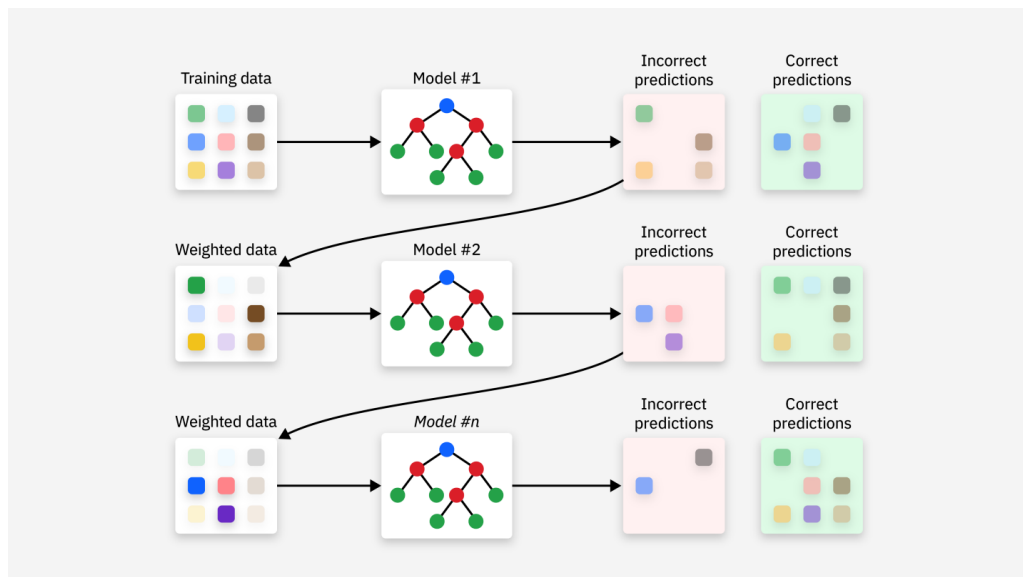 Training data
Model #1
Incorrect
predictions
Correct
predictions
Weighted data
Model #2
Incorrect
predictions
Correct
predictions
Weighted data
Model #n
Incorrect
predictions
Correct
predictions